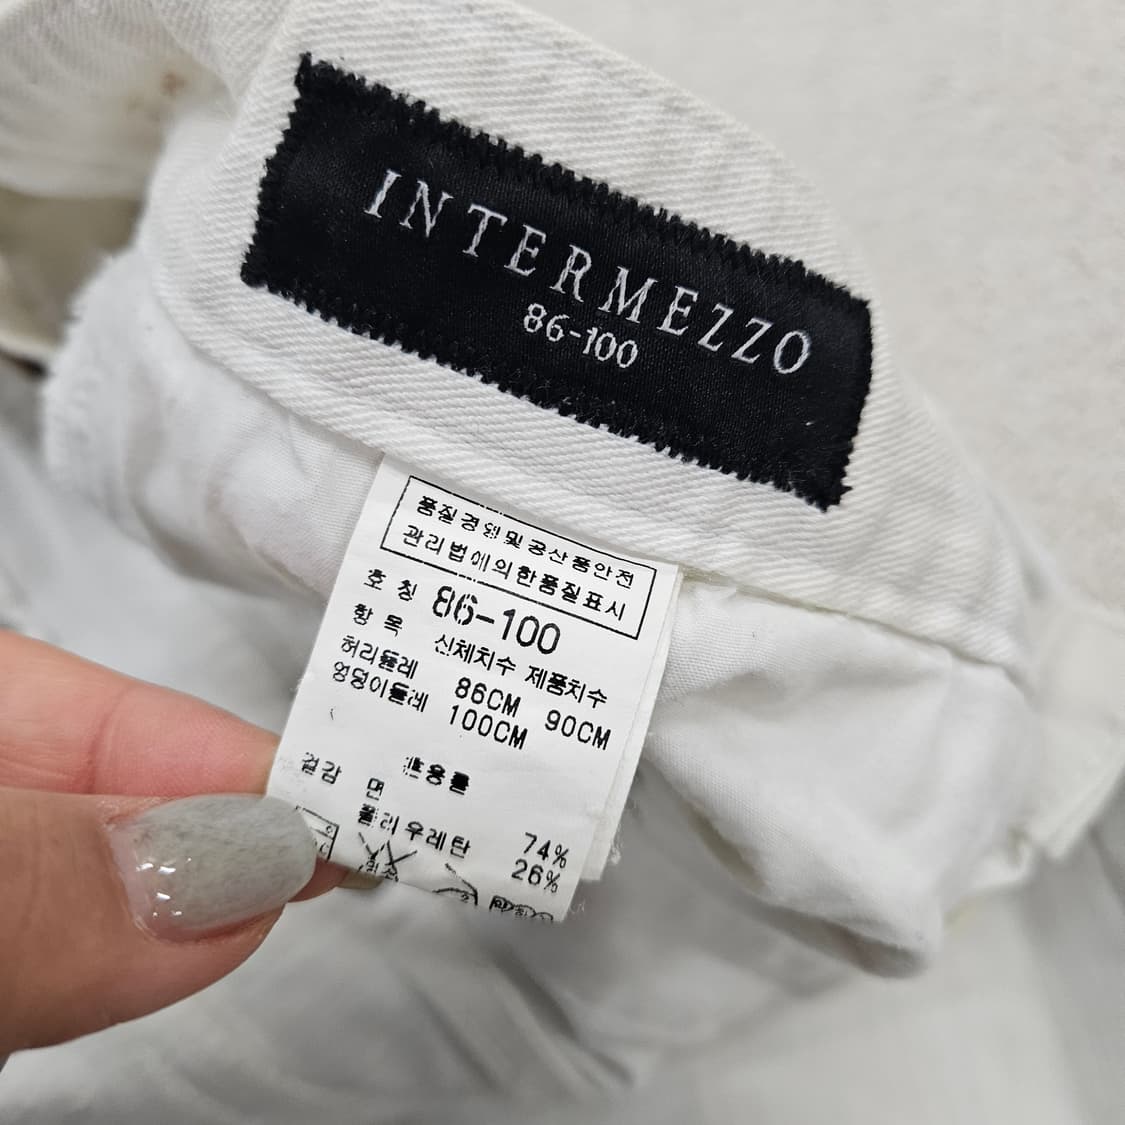 INTERMEZZO
86-100
품질경영및공산품안전
관리법에의한품질표시
호 칭 86-100
항 목 신체치수 제품치수
허리둘레 86CM 90CM
엉덩이둘레 100CM
겉감
면 74%
폴리우레탄 26%